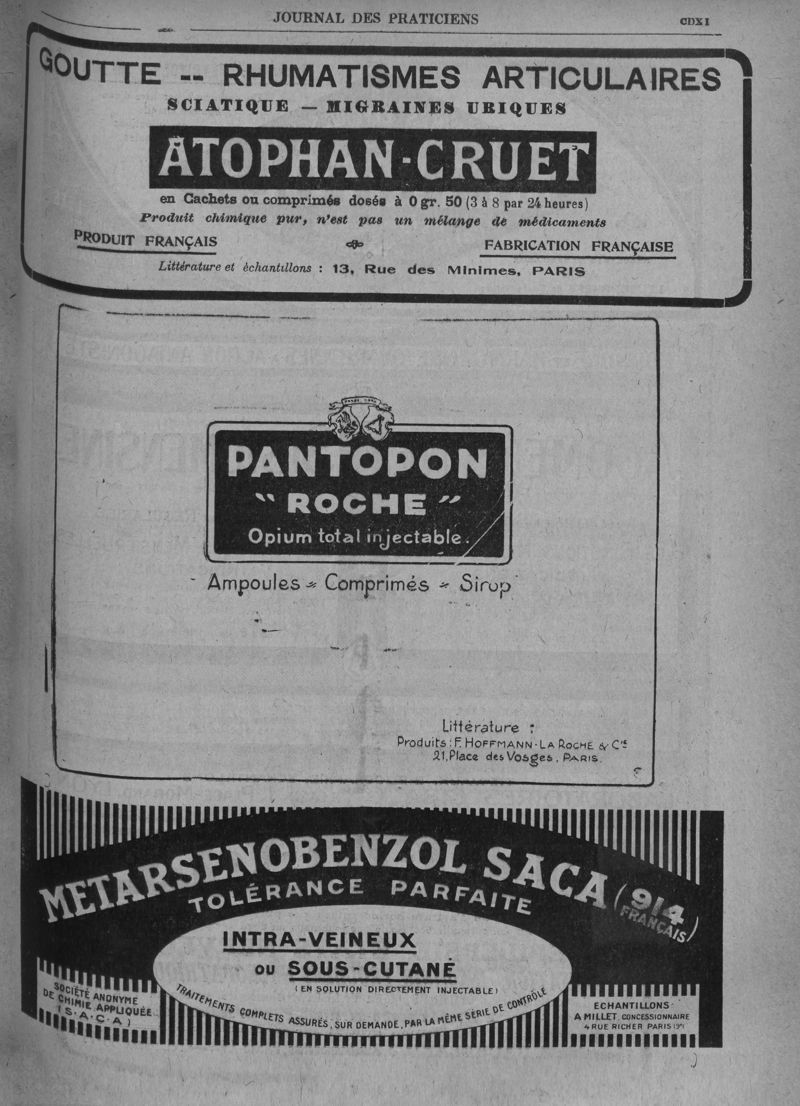 JOURNAL DES PRATICIENS
CDXI
GOUTTE -- RHUMATISMES ARTICULAIRES
SCIATIQUE — MIGRAINES URIQUES
ATOPHAN-CRUET
en Cachets ou comprimés dosés à 0 gr. 50 (3 à 8 par 24 heures)
Produit chimique pur, n'est pas un mélange de médicaments
PRODUIT FRANÇAIS
FABRICATION FRANÇAISE
Littérature et échantillons : 13, Rue des Minimes, PARIS
PANTOPON
"ROCHE"
Opium total injectable.
Ampoules - Comprimés - Sirop
Littérature :
Produits : F. HOFFMANN-LA ROCHE & Cie
21, Place des Vosges, PARIS.
METARSENOBENZOL SACA (914 FRANÇAIS)
TOLÉRANCE PARFAITE
INTRA-VEINEUX
OU SOUS-CUTANÉ
(EN SOLUTION DIRECTEMENT INJECTABLE)
TRAITEMENTS COMPLETS ASSURÉS, SUR DEMANDE, PAR LA MÊME SÉRIE DE CONTRÔLE
SOCIÉTÉ ANONYME
DE CHIMIE APPLIQUÉE
(S.A.C.A)
ECHANTILLONS
A MILLET CONCESSIONNAIRE
4 RUE RICHER PARIS